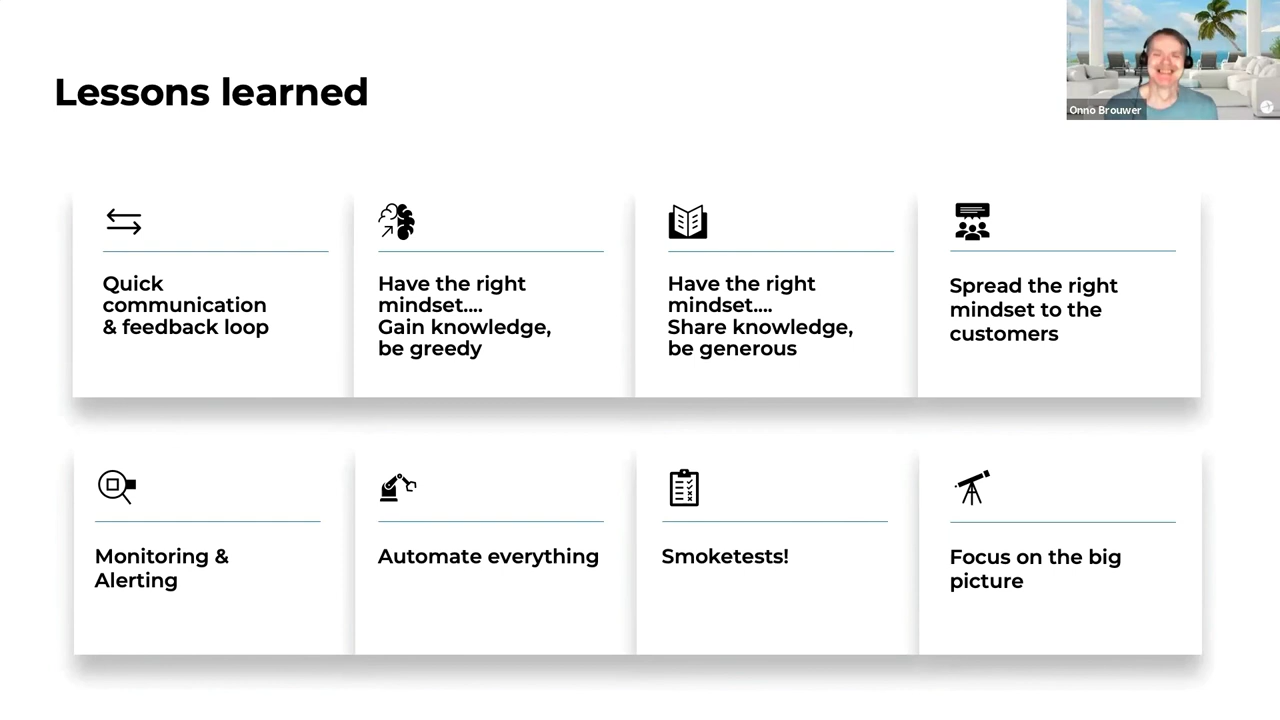 Lessons learned
Onno Brouwer
Quick
communication
& feedback loop
Have the right
mindset....
Gain knowledge,
be greedy
Have the right
mindset....
Share knowledge,
be generous
Spread the right
mindset to the
customers
Monitoring &
Alerting
Automate everything
Smoketests!
Focus on the big
picture